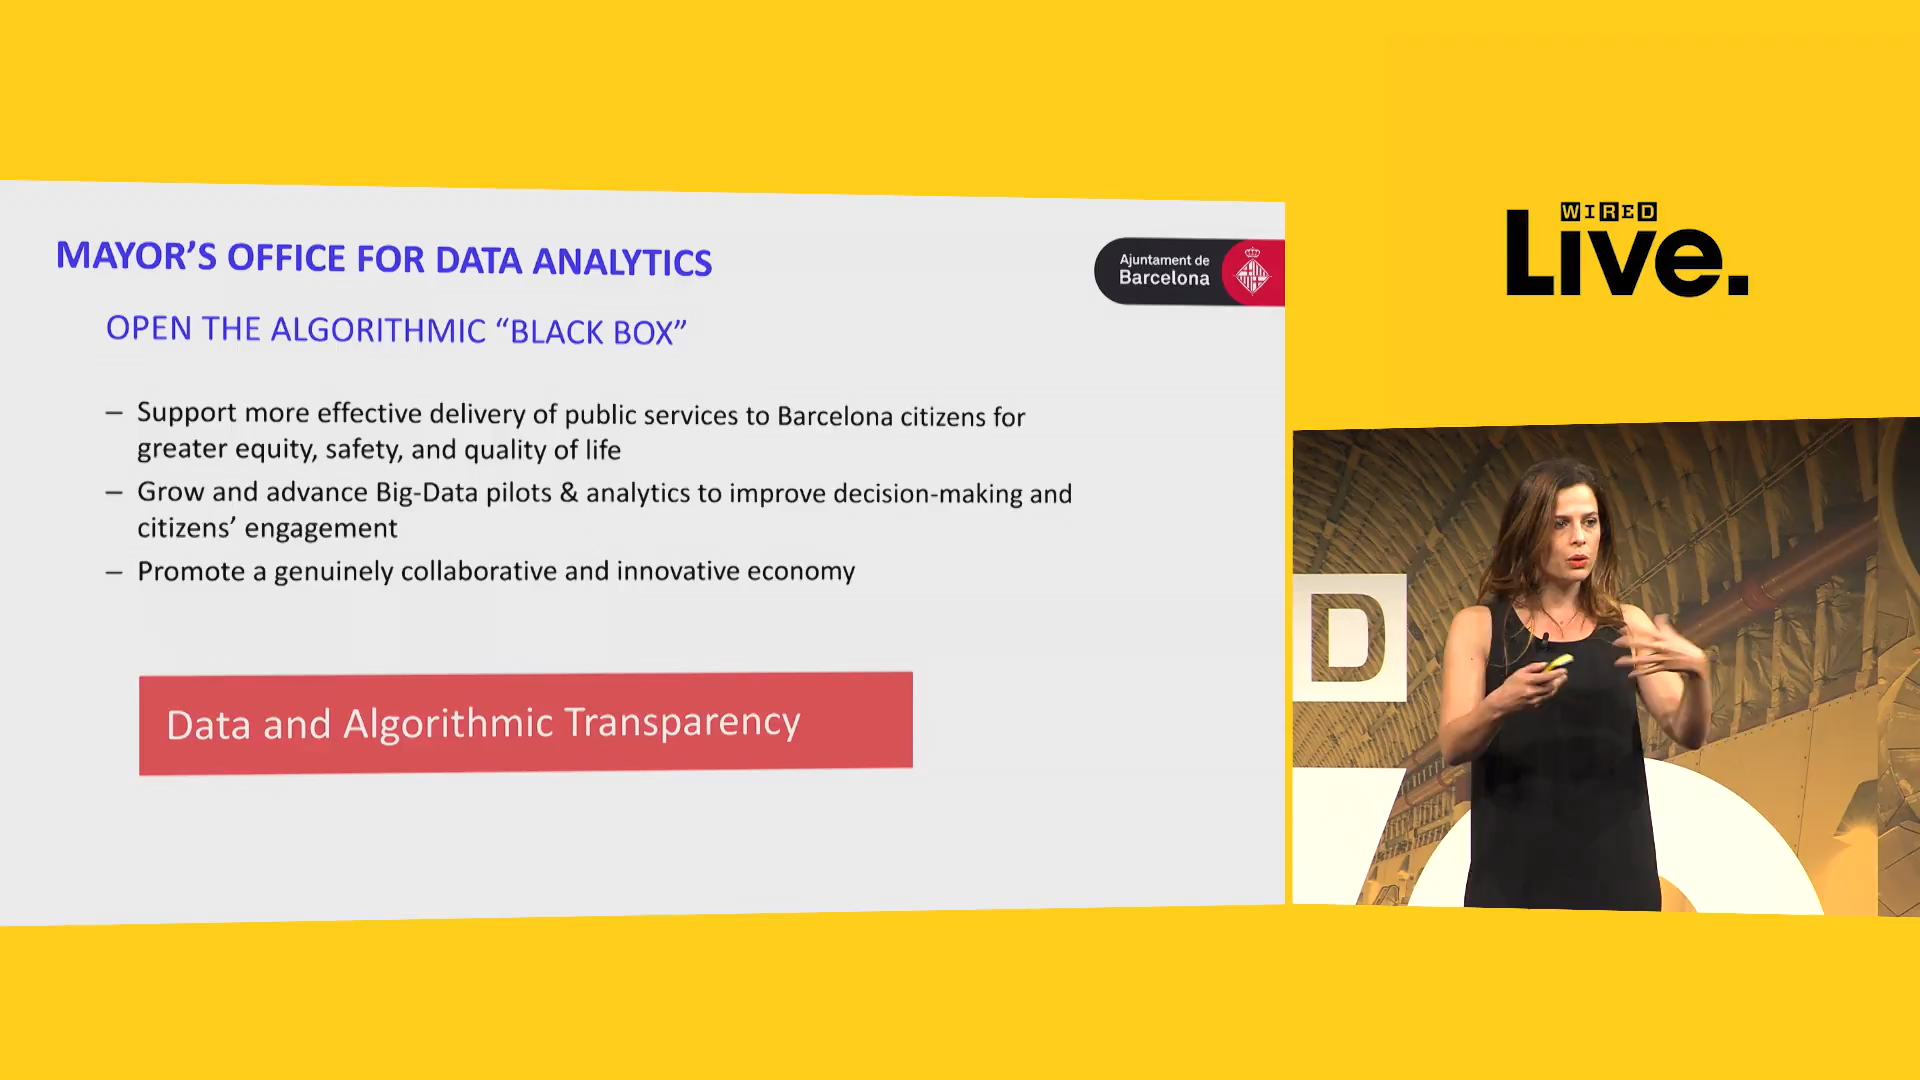 MAYOR’S OFFICE FOR DATA ANALYTICS
OPEN THE ALGORITHMIC “BLACK BOX”
– Support more effective delivery of public services to Barcelona citizens for
greater equity, safety, and quality of life
– Grow and advance Big-Data pilots & analytics to improve decision-making and
citizens’ engagement
– Promote a genuinely collaborative and innovative economy
Data and Algorithmic Transparency
Ajuntament de
Barcelona
WIRED
Live.
D